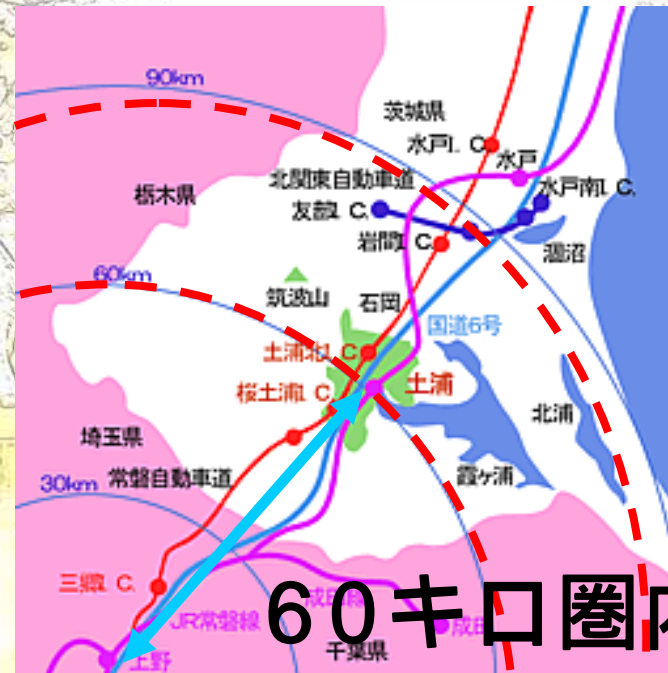 90km
茨城県
水戸I. C.
水戸
北関東自動車道
水戸南I. C.
栃木県
友部I. C.
岩間I. C.
涸沼
60km
筑波山
石岡
国道6号
土浦北I. C.
桜土浦I. C.
土浦
北浦
埼玉県
霞ヶ浦
30km
常磐自動車道
三郷I. C.
成田線
JR常磐線
成田
上野
千葉県
60キロ圏内